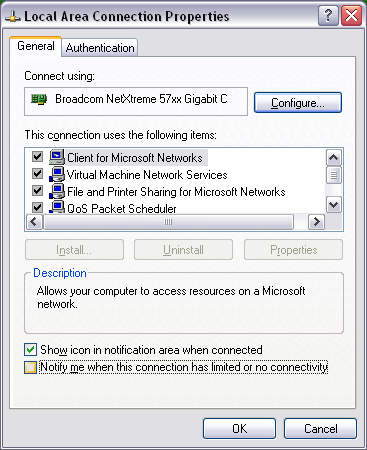 Local Area Connection Properties
General
Authentication
Connect using:
Broadcom NetXtreme 57xx Gigabit C
Configure...
This connection uses the following items:
Client for Microsoft Networks
Virtual Machine Network Services
File and Printer Sharing for Microsoft Networks
QoS Packet Scheduler
Install...
Uninstall
Properties
Description
Allows your computer to access resources on a Microsoft
network.
Show icon in notification area when connected
Notify me when this connection has limited or no connectivity
OK
Cancel